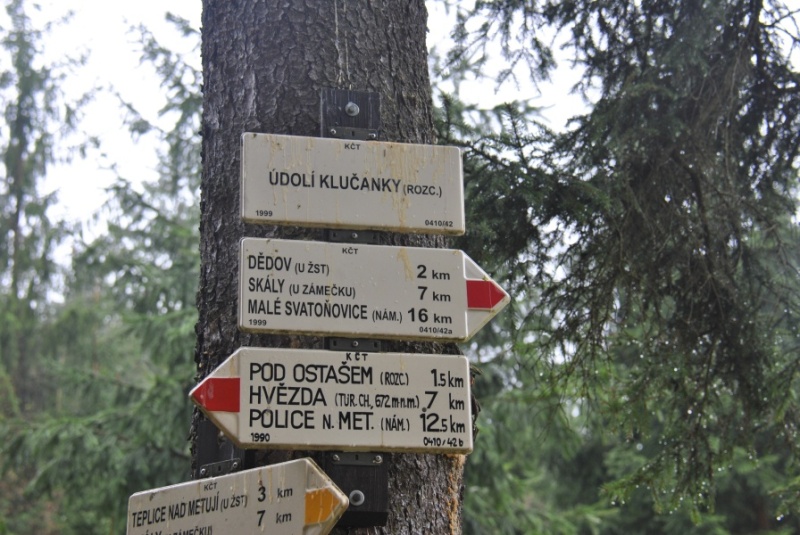 KČT
ÚDOLÍ KLUČANKY (ROZC.)
1999 0410/42
KČT
DĚDOV (U ŽST) 2 km
SKÁLY (U ZÁMEČKU) 7 km
MALÉ SVATOŇOVICE (NÁM.) 16 km
1999 0410/42a
KČT
POD OSTAŠEM (ROZC.) 1.5 km
HVĚZDA (TUR. CH., 672 m n.m.) 7 km
POLICE N. MET. (NÁM.) 12.5 km
1990 0410/42 b
KČT
TEPLICE NAD METUJÍ (U ŽST) 3 km
ZÁMEČKU) 7 km